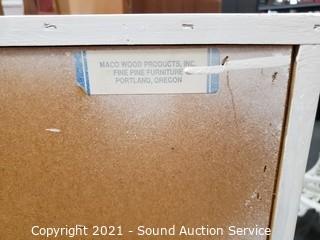 MACO WOOD PRODUCTS, INC.
FINE PINE FURNITURE
PORTLAND, OREGON
Copyright 2021 - Sound Auction Service